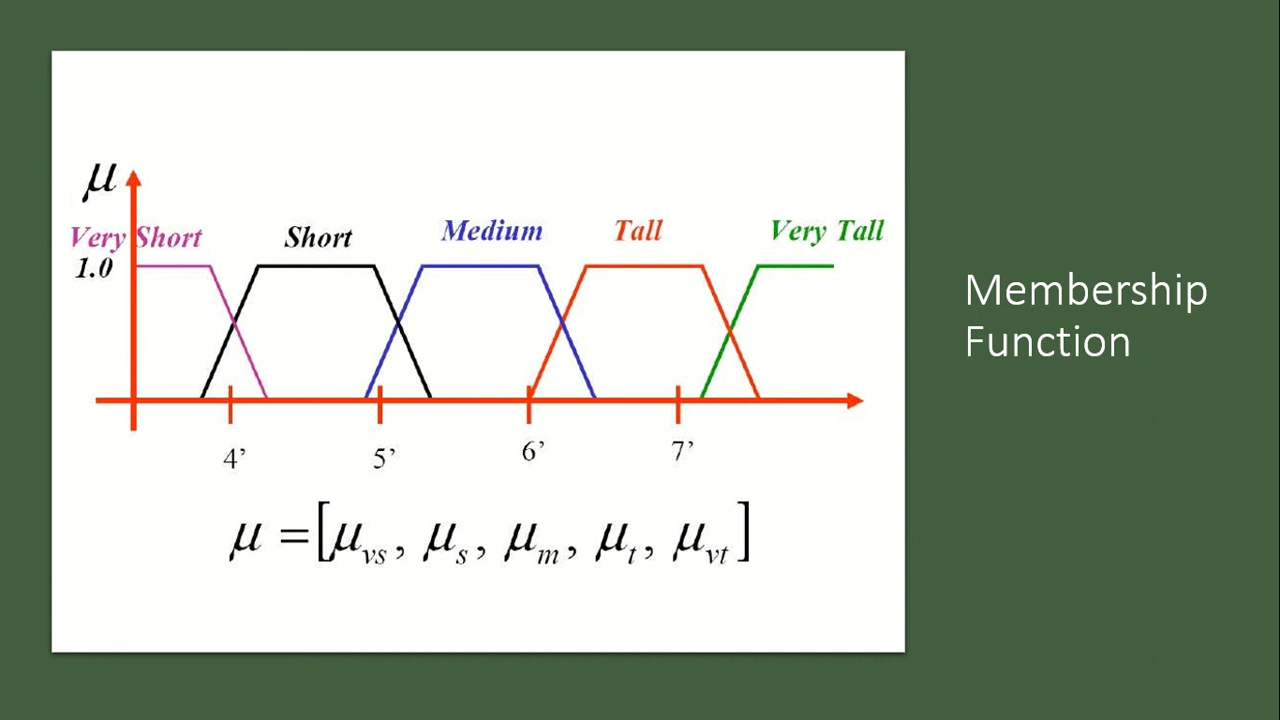 μ
Very Short Short Medium Tall Very Tall
1.0
4’ 5’ 6’ 7’
μ = [μvs, μs, μm, μt, μvt]
Membership
Function